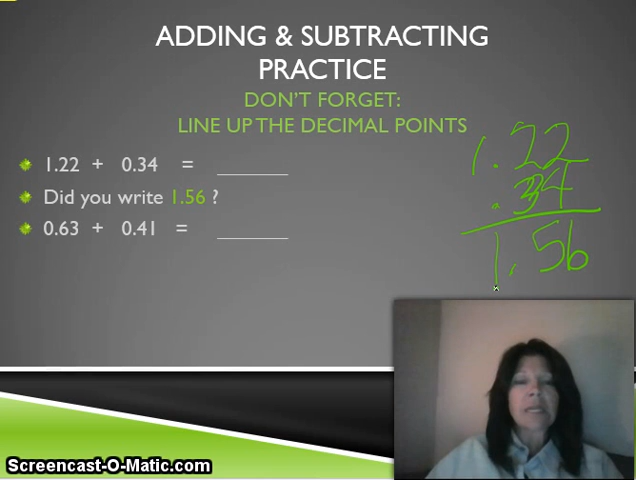 ADDING & SUBTRACTING
PRACTICE
DON'T FORGET:
LINE UP THE DECIMAL POINTS
1.22 + 0.34 = ______
Did you write 1.56 ?
0.63 + 0.41 = ______
1.22
.34
1.56
Screencast-O-Matic.com